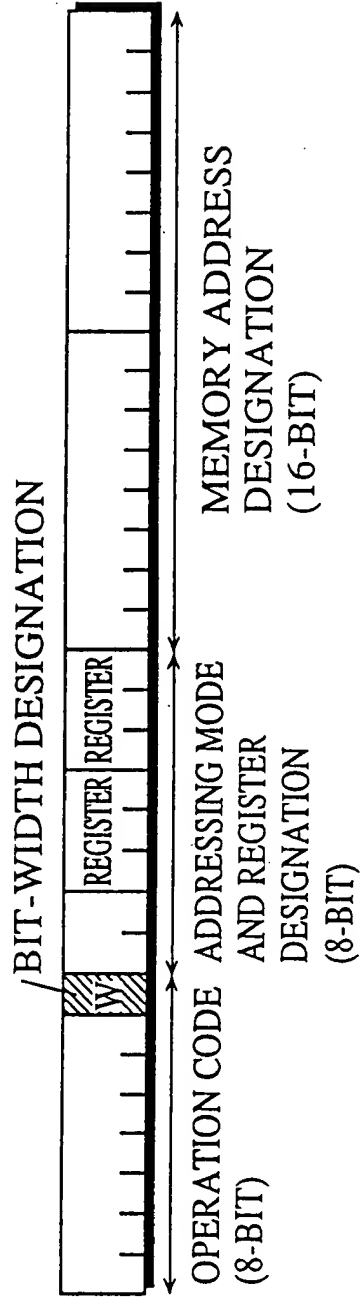 BIT-WIDTH DESIGNATION
W
REGISTER
REGISTER
OPERATION CODE
(8-BIT)
ADDRESSING MODE
AND REGISTER
DESIGNATION
(8-BIT)
MEMORY ADDRESS
DESIGNATION
(16-BIT)